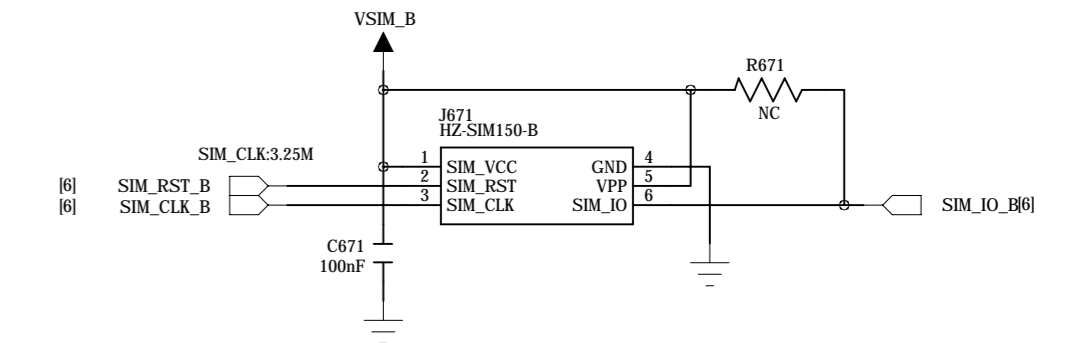 VSIM_B
R671
NC
J671
HZ-SIM150-B
SIM_CLK:3.25M
1 SIM_VCC GND 4
[6] SIM_RST_B 2 SIM_RST VPP 5
[6] SIM_CLK_B 3 SIM_CLK SIM_IO 6 SIM_IO_B[6]
C671
100nF